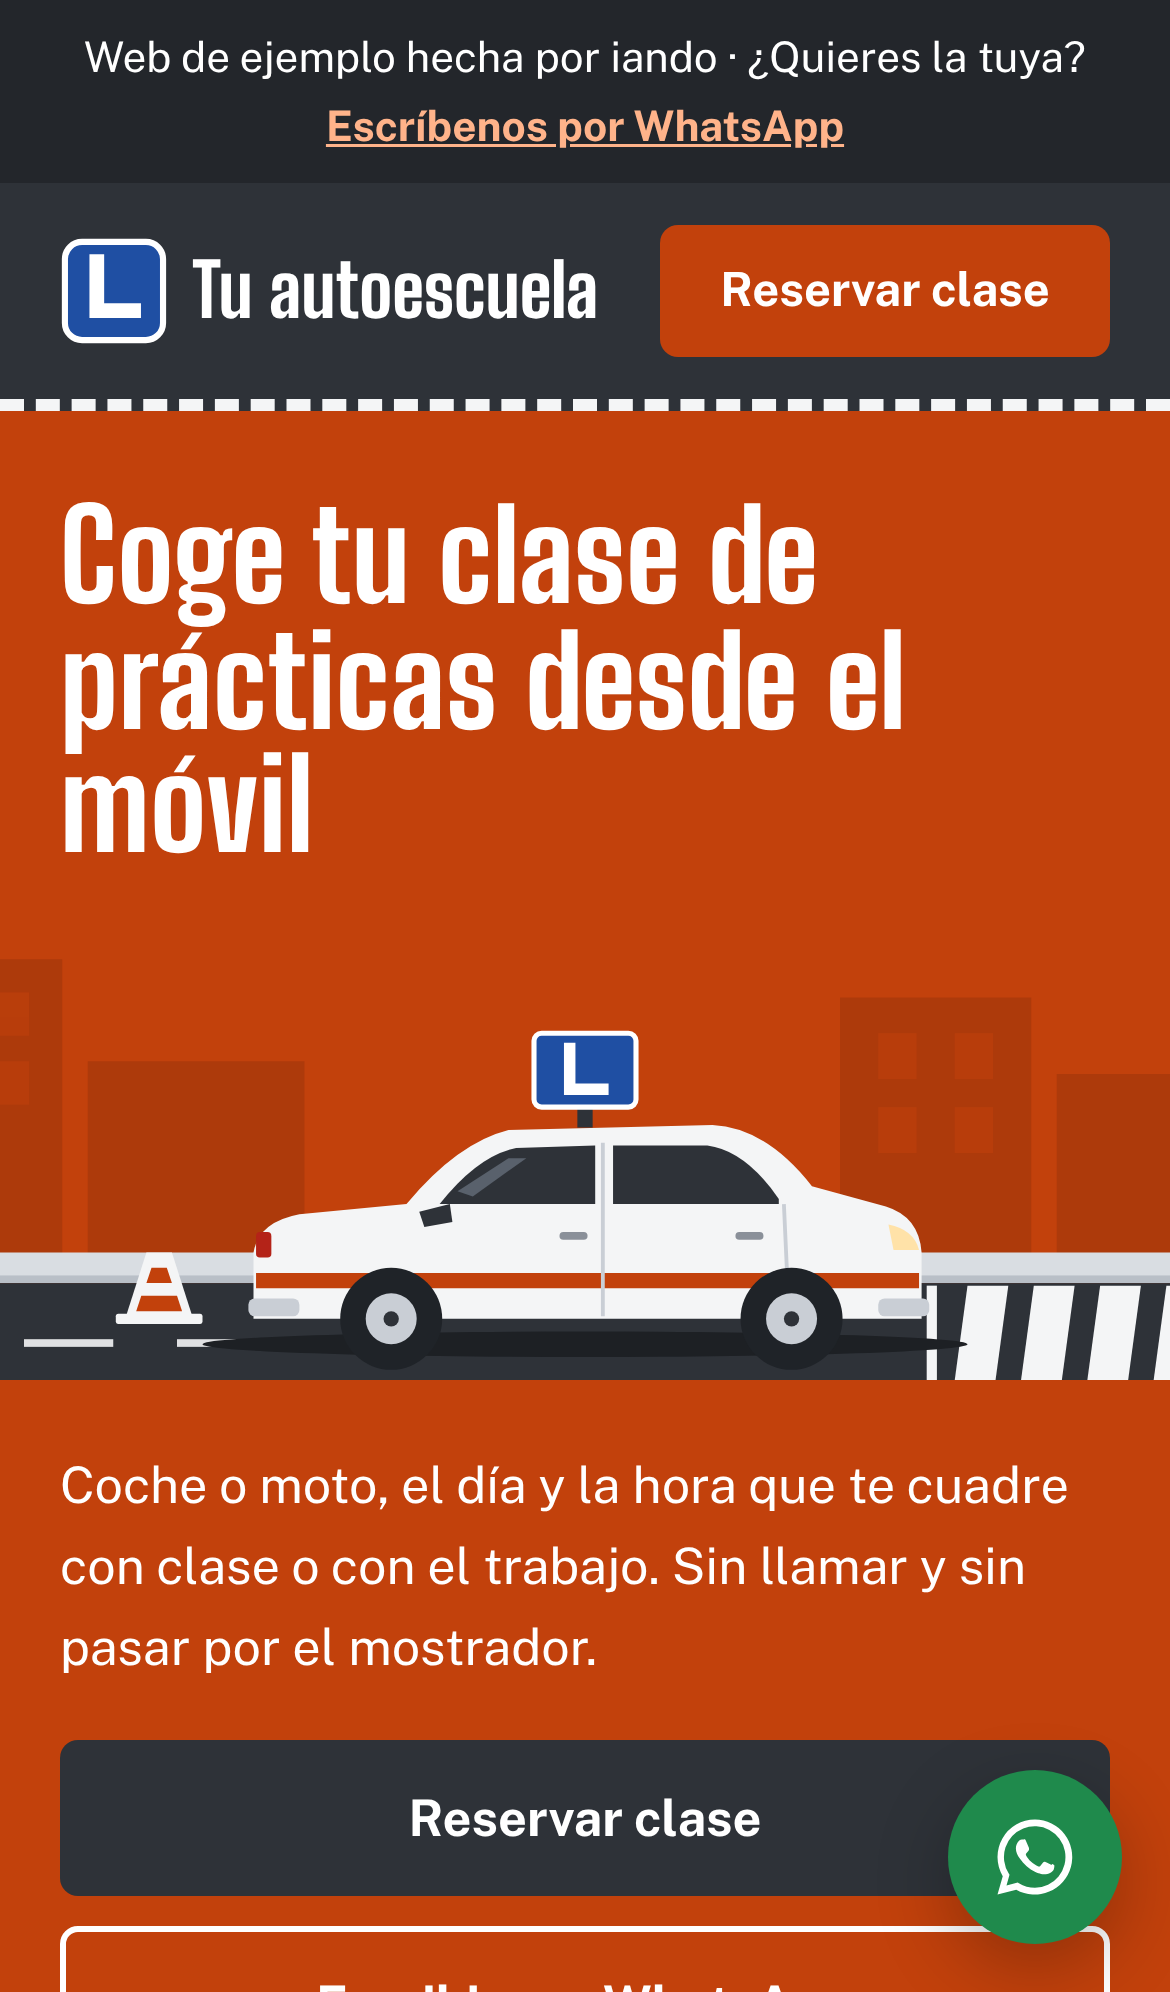 Web de ejemplo hecha por iando · ¿Quieres la tuya?
Escríbenos por WhatsApp
L Tu autoescuela
Reservar clase
Coge tu clase de
prácticas desde el
móvil
L
Coche o moto, el día y la hora que te cuadre
con clase o con el trabajo. Sin llamar y sin
pasar por el mostrador.
Reservar clase